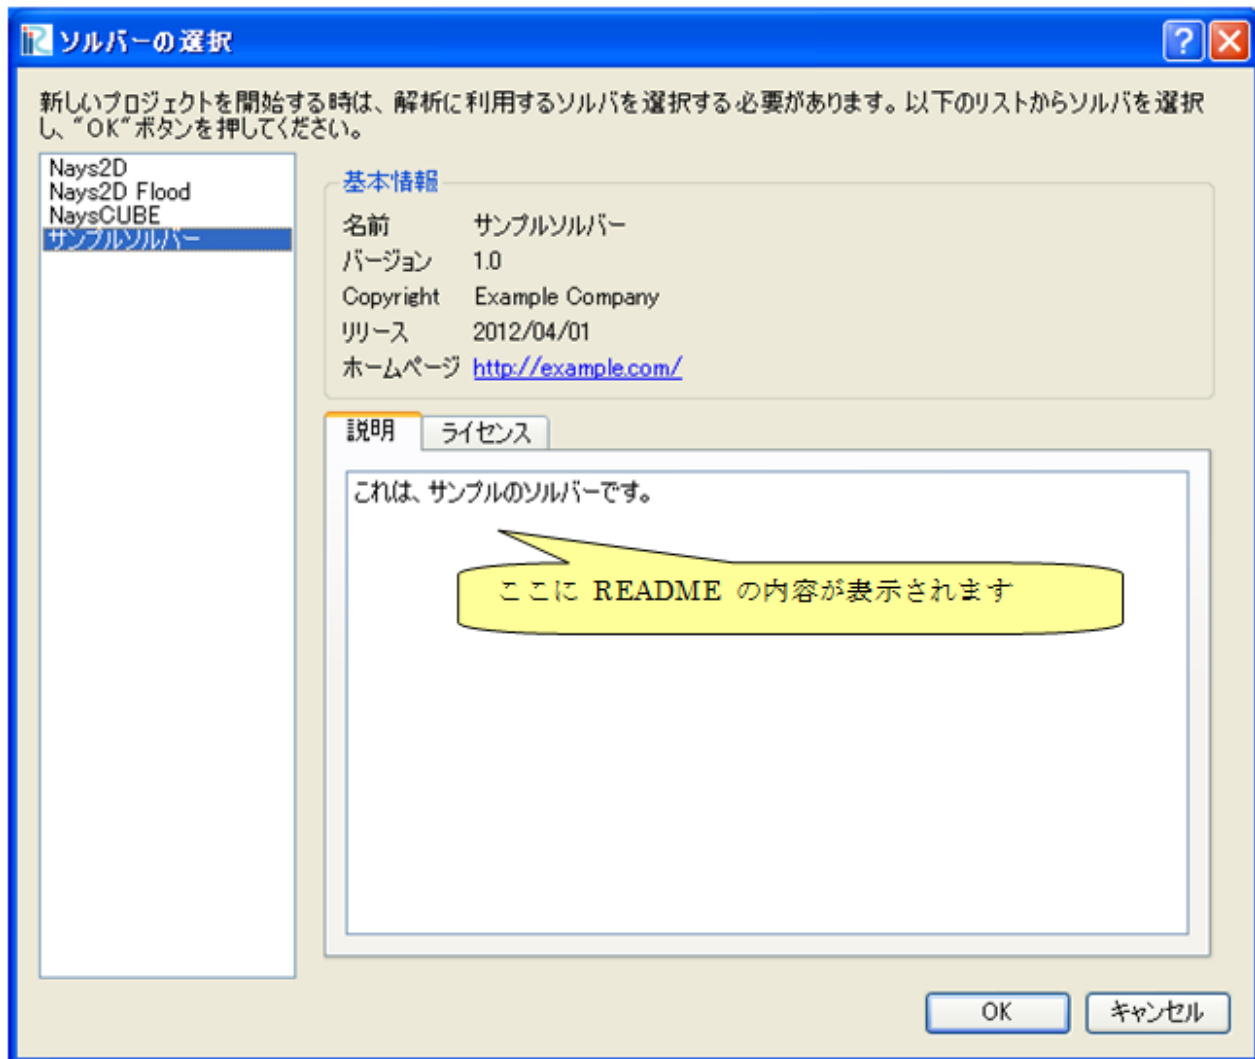 iRC ソルバーの選択
新しいプロジェクトを開始する時は、解析に利用するソルバを選択する必要があります。以下のリストからソルバを選択
し、"OK"ボタンを押してください。
Nays2D
Nays2D Flood
NaysCUBE
サンプルソルバー
基本情報
名前 サンプルソルバー
バージョン 1.0
Copyright Example Company
リリース 2012/04/01
ホームページ http://example.com/
説明 ライセンス
これは、サンプルのソルバーです。
ここに README の内容が表示されます
OK キャンセル